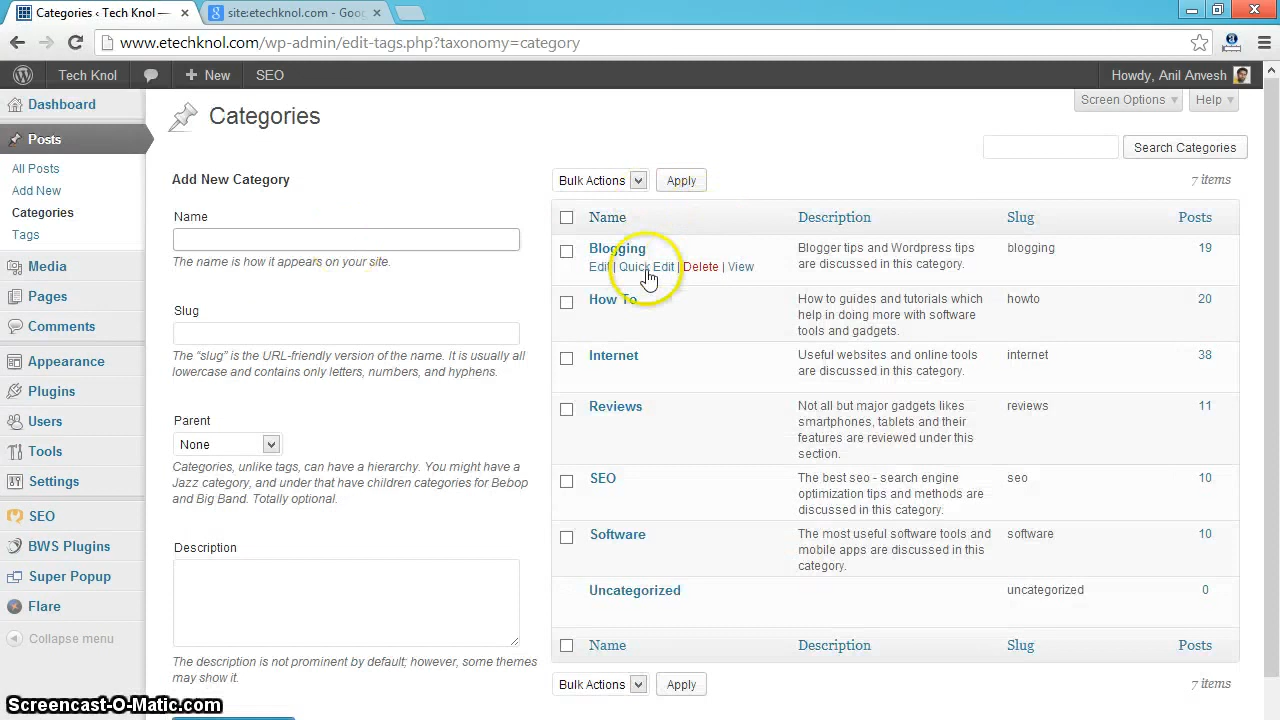 Categories ‹ Tech Knol —
site:etechknol.com - Goo
www.etechknol.com/wp-admin/edit-tags.php?taxonomy=category
Tech Knol
New
SEO
Howdy, Anil Anvesh
Dashboard
Posts
All Posts
Add New
Categories
Tags
Media
Pages
Comments
Appearance
Plugins
Users
Tools
Settings
SEO
BWS Plugins
Super Popup
Flare
Collapse menu
Screen Options
Help
Categories
Search Categories
Add New Category
Name
The name is how it appears on your site.
Slug
The “slug” is the URL-friendly version of the name. It is usually all
lowercase and contains only letters, numbers, and hyphens.
Parent
None
Categories, unlike tags, can have a hierarchy. You might have a
Jazz category, and under that have children categories for Bebop
and Big Band. Totally optional.
Description
The description is not prominent by default; however, some themes
may show it.
Bulk Actions
Apply
7 items
Name Description Slug Posts
Blogging
Edit | Quick Edit | Delete | View
Blogger tips and Wordpress tips
are discussed in this category.
blogging
19
How To
How to guides and tutorials which
help in doing more with software
tools and gadgets.
howto
20
Internet
Useful websites and online tools
are discussed in this category.
internet
38
Reviews
Not all but major gadgets likes
smartphones, tablets and their
features are reviewed under this
section.
reviews
11
SEO
The best seo - search engine
optimization tips and methods are
discussed in this category.
seo
10
Software
The most useful software tools and
mobile apps are discussed in this
category.
software
10
Uncategorized
uncategorized
0
Name Description Slug Posts
Bulk Actions
Apply
7 items
Screencast-O-Matic.com